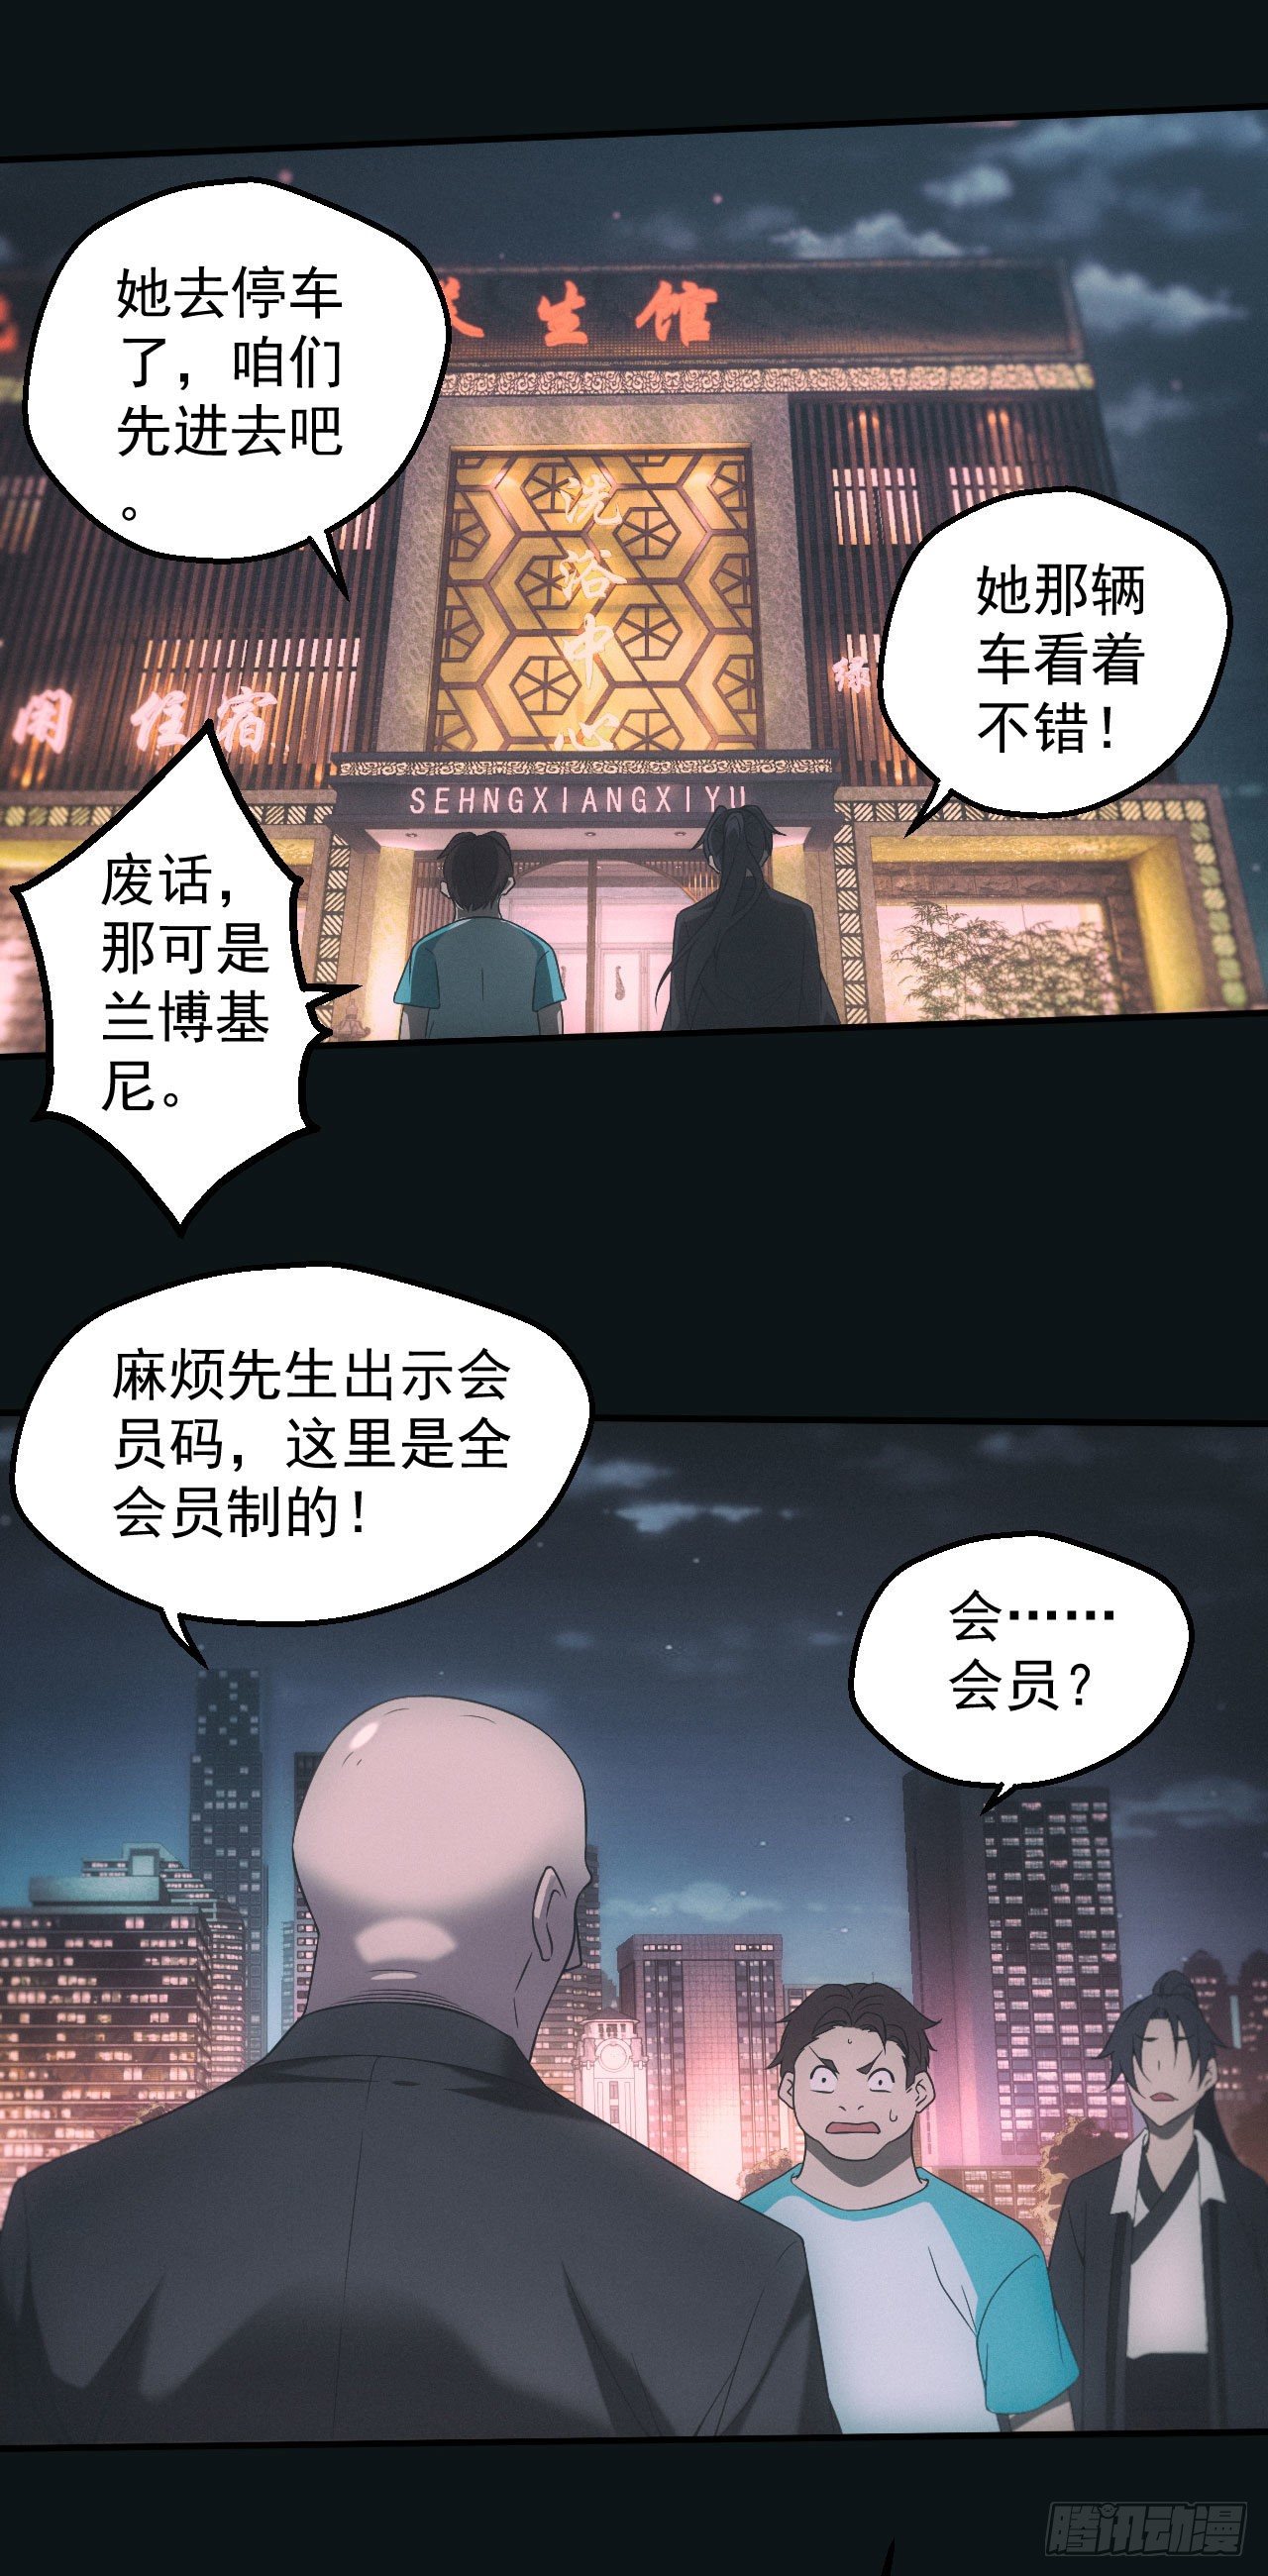 她去停车
了，咱们
先进去吧
。
生馆
洗浴中心
她那辆
车看着
不错！
住宿
SEHNGXIANGXIYU
废话，
那可是
兰博基
尼。
麻烦先生出示会
员码，这里是全
会员制的！
会……
会员？
腾讯动漫